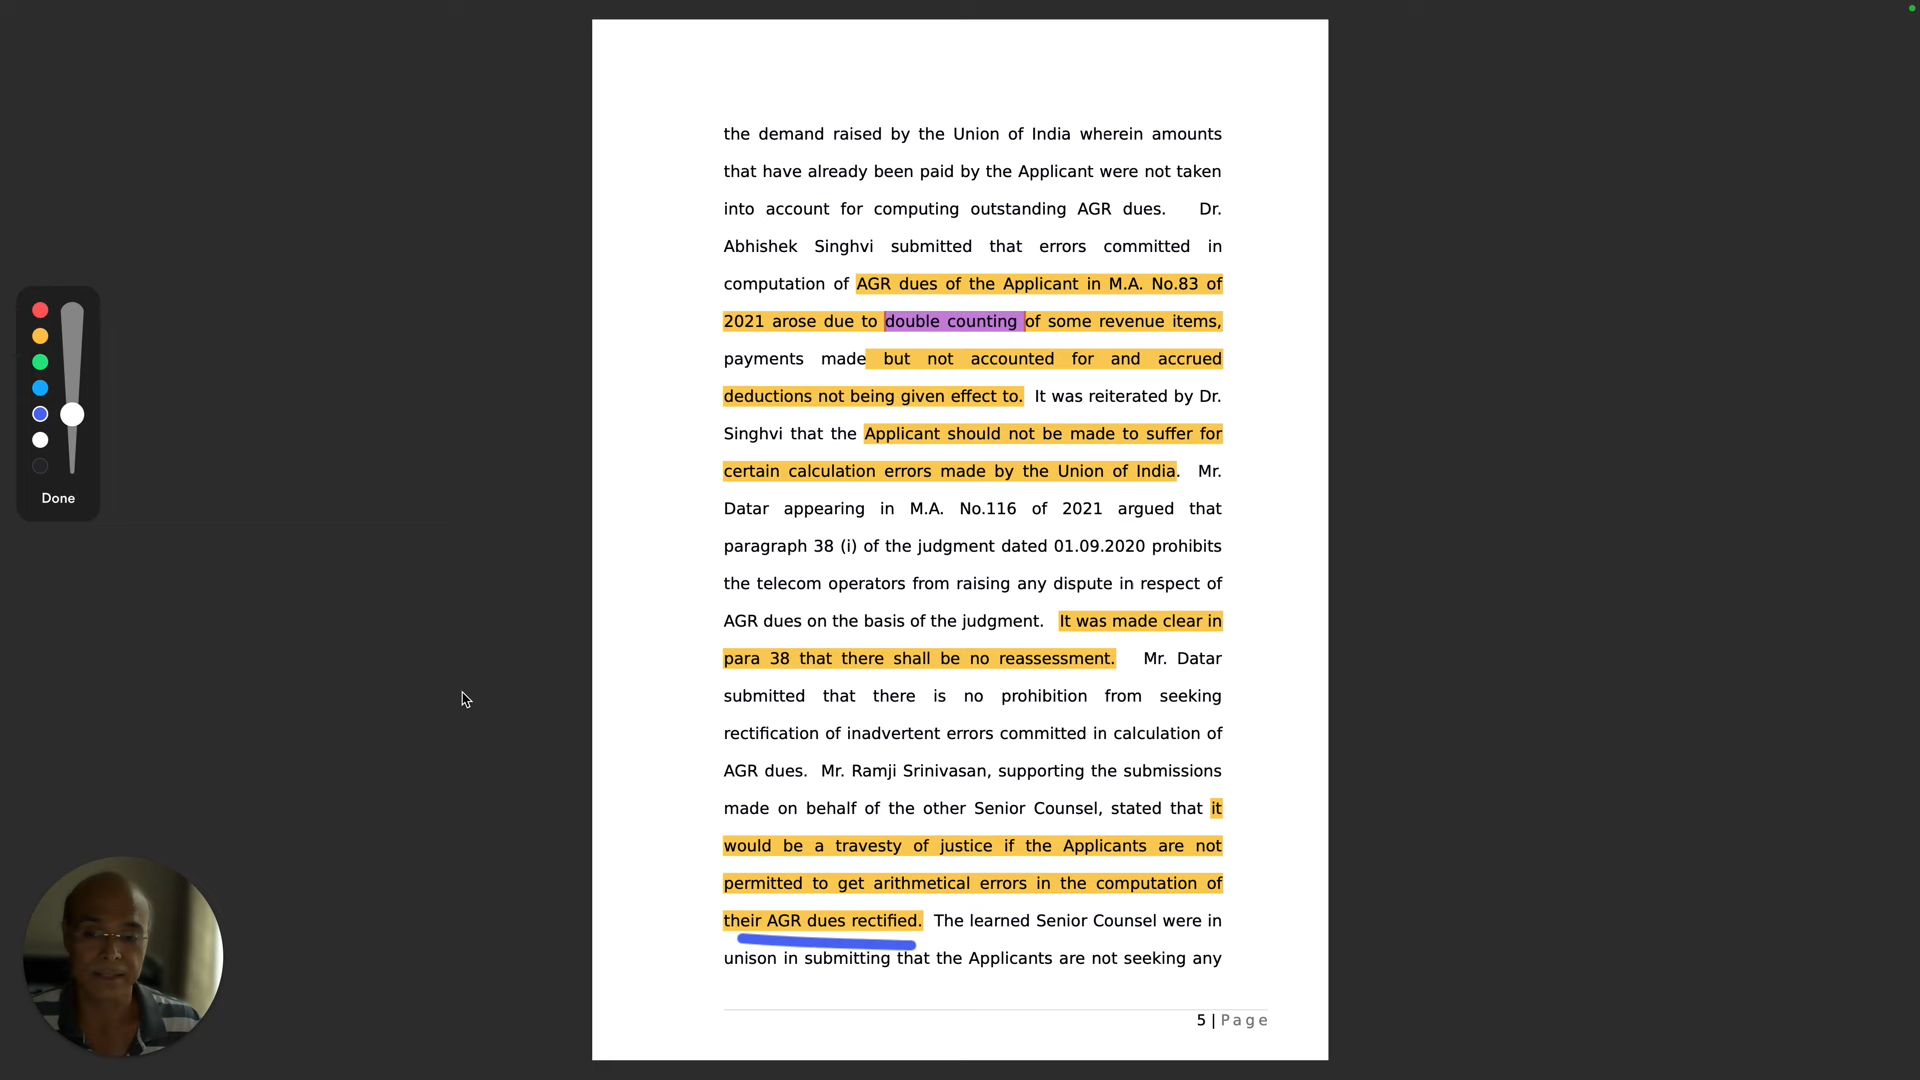 the demand raised by the Union of India wherein amounts
that have already been paid by the Applicant were not taken
into account for computing outstanding AGR dues. Dr.
Abhishek Singhvi submitted that errors committed in
computation of AGR dues of the Applicant in M.A. No.83 of
2021 arose due to double counting of some revenue items,
payments made but not accounted for and accrued
deductions not being given effect to. It was reiterated by Dr.
Singhvi that the Applicant should not be made to suffer for
certain calculation errors made by the Union of India. Mr.
Datar appearing in M.A. No.116 of 2021 argued that
paragraph 38 (i) of the judgment dated 01.09.2020 prohibits
the telecom operators from raising any dispute in respect of
AGR dues on the basis of the judgment. It was made clear in
para 38 that there shall be no reassessment. Mr. Datar
submitted that there is no prohibition from seeking
rectification of inadvertent errors committed in calculation of
AGR dues. Mr. Ramji Srinivasan, supporting the submissions
made on behalf of the other Senior Counsel, stated that it
would be a travesty of justice if the Applicants are not
permitted to get arithmetical errors in the computation of
their AGR dues rectified. The learned Senior Counsel were in
unison in submitting that the Applicants are not seeking any
5 | Page
Done